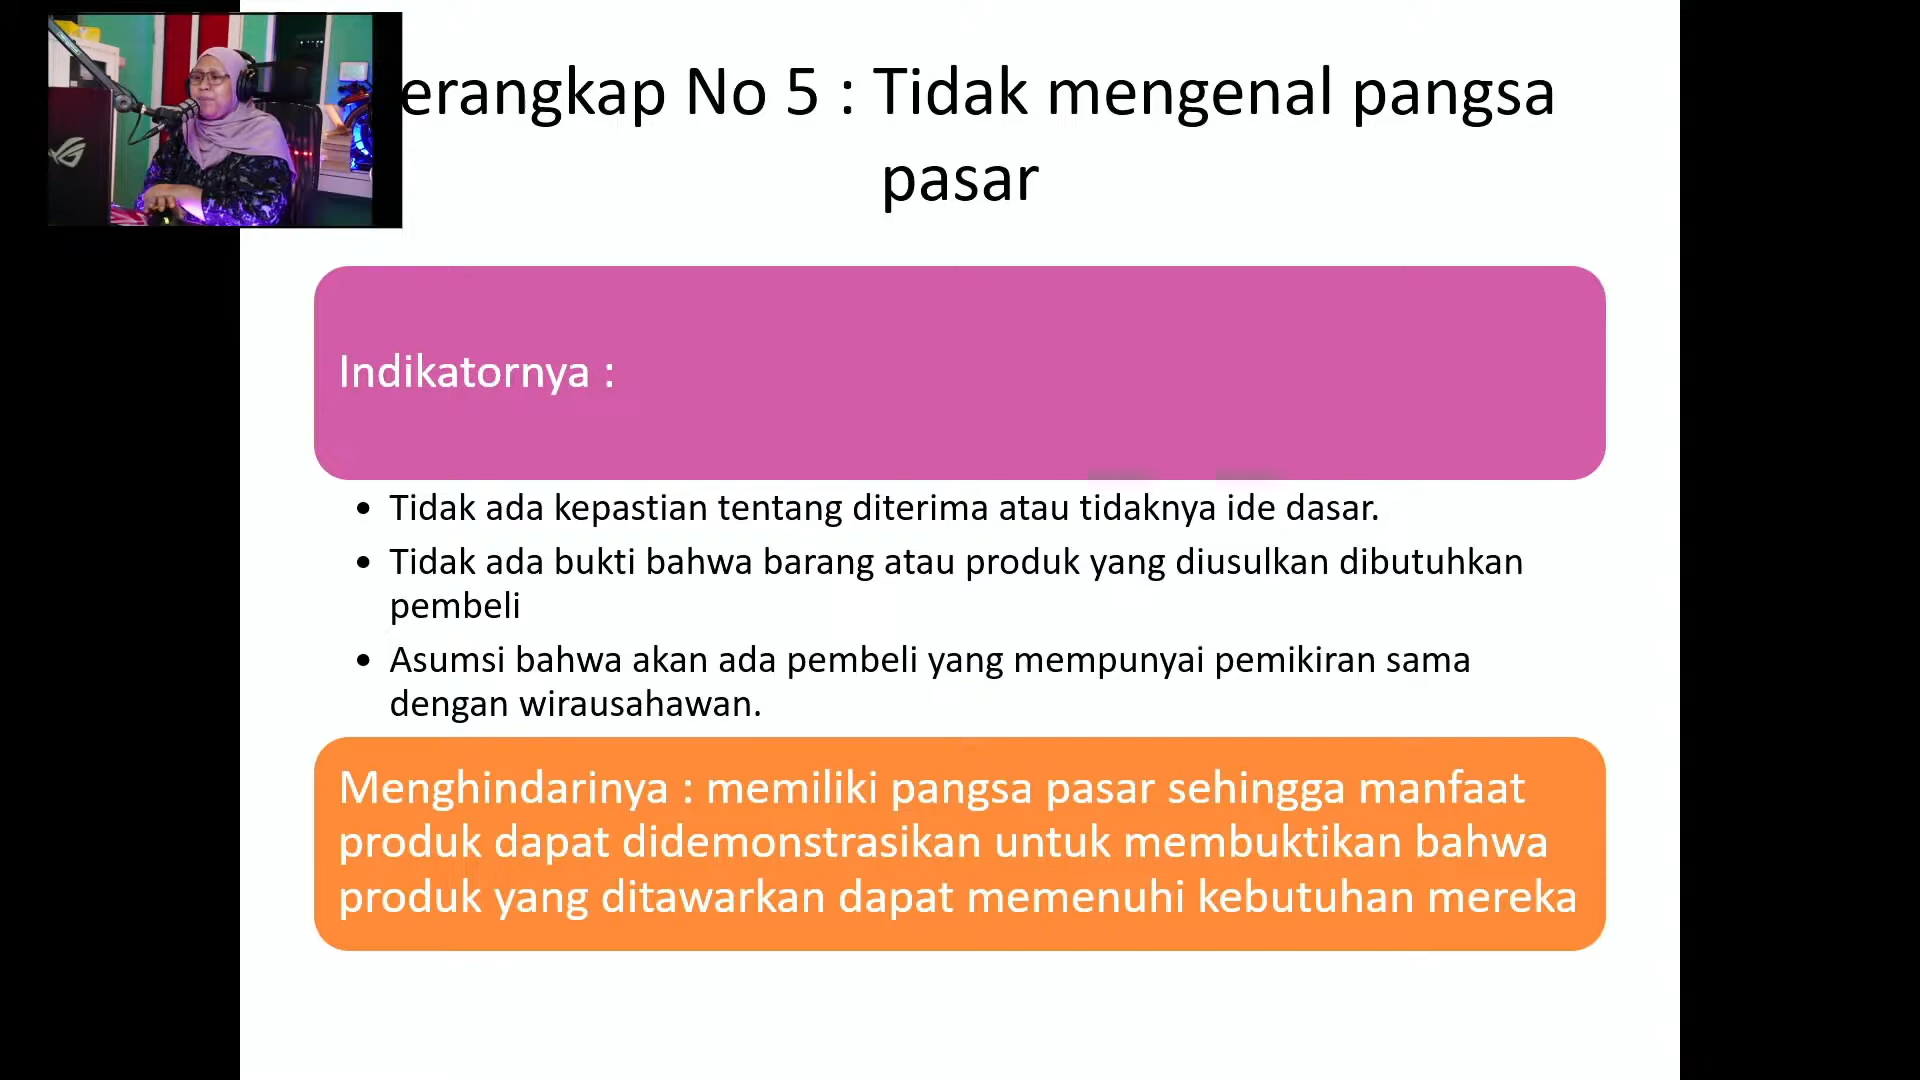 erangkap No 5 : Tidak mengenal pangsa
pasar
Indikatornya :
• Tidak ada kepastian tentang diterima atau tidaknya ide dasar.
• Tidak ada bukti bahwa barang atau produk yang diusulkan dibutuhkan
pembeli
• Asumsi bahwa akan ada pembeli yang mempunyai pemikiran sama
dengan wirausahawan.
Menghindarinya : memiliki pangsa pasar sehingga manfaat
produk dapat didemonstrasikan untuk membuktikan bahwa
produk yang ditawarkan dapat memenuhi kebutuhan mereka